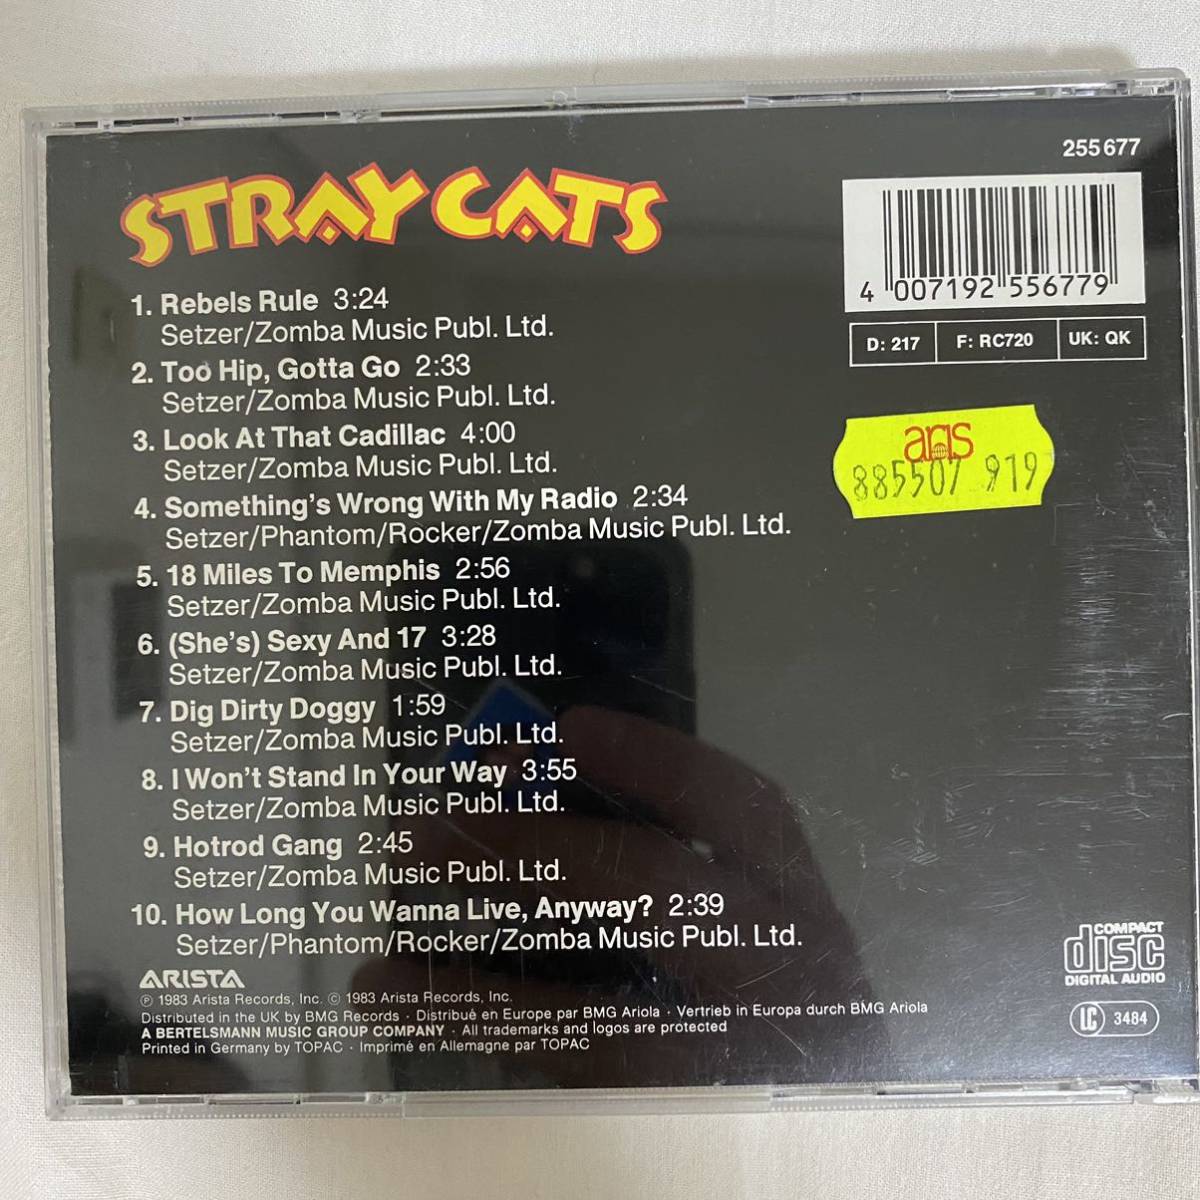 STRAY CATS
255 677
4 007192 556779
D: 217 F: RC720 UK: QK
aris
885507 919
1. Rebels Rule 3:24
Setzer/Zomba Music Publ. Ltd.
2. Too Hip, Gotta Go 2:33
Setzer/Zomba Music Publ. Ltd.
3. Look At That Cadillac 4:00
Setzer/Zomba Music Publ. Ltd.
4. Something's Wrong With My Radio 2:34
Setzer/Phantom/Rocker/Zomba Music Publ. Ltd.
5. 18 Miles To Memphis 2:56
Setzer/Zomba Music Publ. Ltd.
6. (She's) Sexy And 17 3:28
Setzer/Zomba Music Publ. Ltd.
7. Dig Dirty Doggy 1:59
Setzer/Zomba Music Publ. Ltd.
8. I Won't Stand In Your Way 3:55
Setzer/Zomba Music Publ. Ltd.
9. Hotrod Gang 2:45
Setzer/Zomba Music Publ. Ltd.
10. How Long You Wanna Live, Anyway? 2:39
Setzer/Phantom/Rocker/Zomba Music Publ. Ltd.
ARISTA
℗ 1983 Arista Records, Inc. © 1983 Arista Records, Inc.
Distributed in the UK by BMG Records · Distribué en Europe par BMG Ariola · Vertrieb in Europa durch BMG Ariola
A BERTELSMANN MUSIC GROUP COMPANY · All trademarks and logos are protected
Printed in Germany by TOPAC · Imprimé en Allemagne par TOPAC
COMPACT
disc
DIGITAL AUDIO
LC 3484